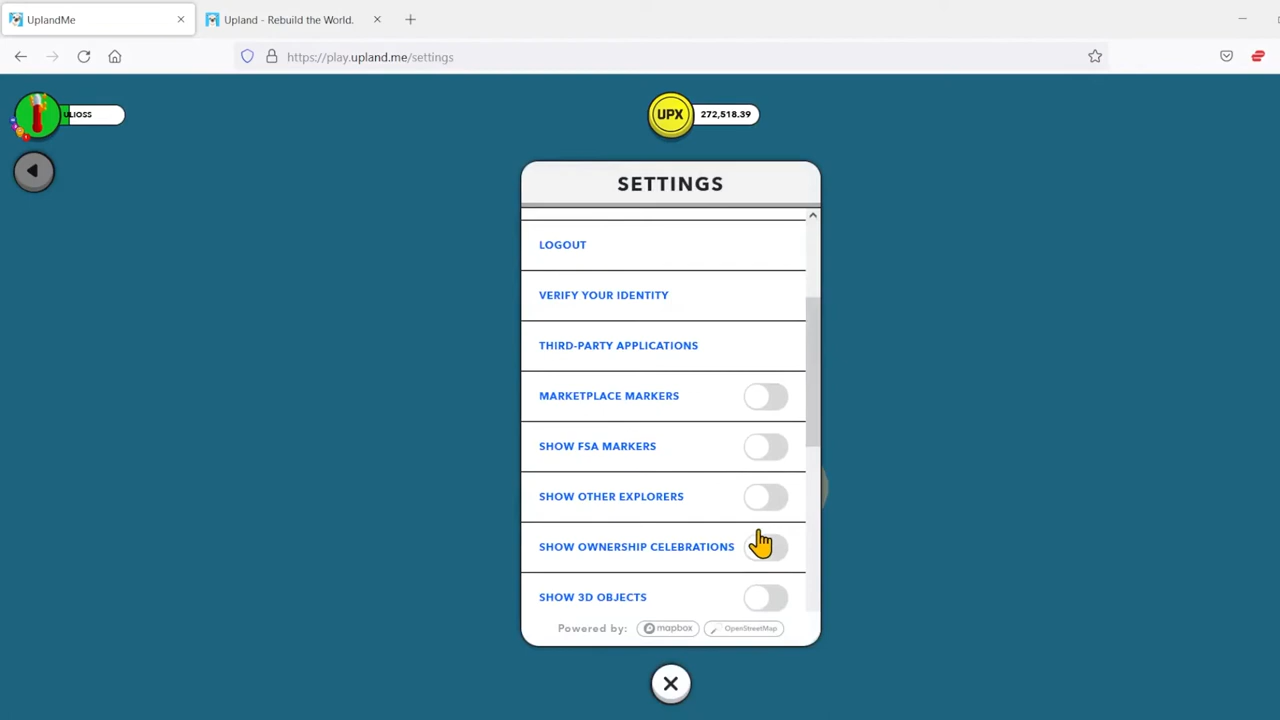 UplandMe
Upland - Rebuild the World.
https://play.upland.me/settings
ULIOSS
UPX
272,518.39
SETTINGS
LOGOUT
VERIFY YOUR IDENTITY
THIRD-PARTY APPLICATIONS
MARKETPLACE MARKERS
SHOW FSA MARKERS
SHOW OTHER EXPLORERS
SHOW OWNERSHIP CELEBRATIONS
SHOW 3D OBJECTS
Powered by: mapbox OpenStreetMap